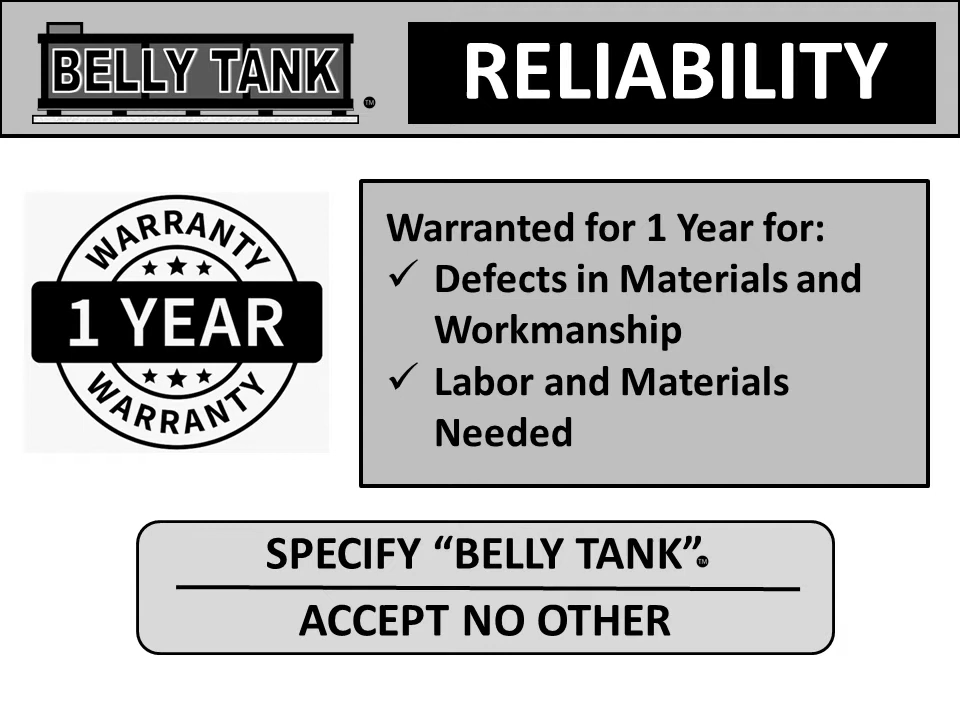 BELLY TANK
TM
RELIABILITY
WARRANTY
1 YEAR
WARRANTY
Warranted for 1 Year for:
✓ Defects in Materials and
Workmanship
✓ Labor and Materials
Needed
SPECIFY “BELLY TANK”TM
ACCEPT NO OTHER